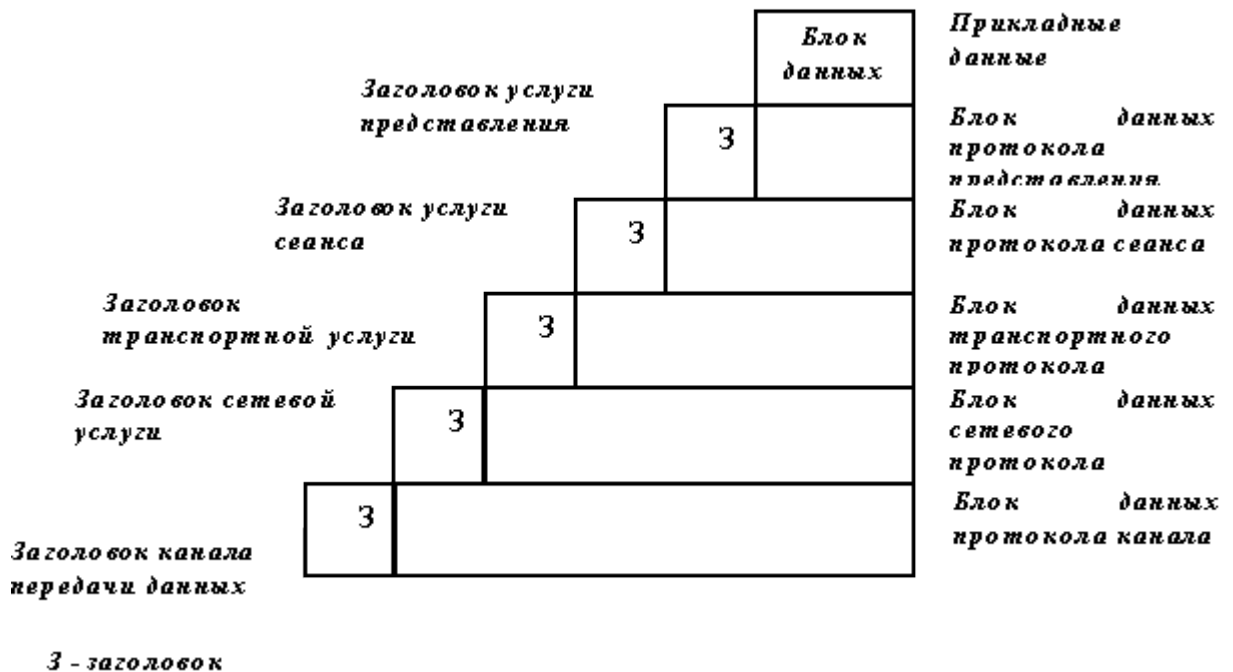 Блок
данных
Прикладные
данные
Заголовок услуги
представления
З
Блок данных
протокола
представления
Заголовок услуги
сеанса
З
Блок данных
протокола сеанса
Заголовок
транспортной услуги
З
Блок данных
транспортного
протокола
Заголовок сетевой
услуги
З
Блок данных
сетевого
протокола
З
Блок данных
протокола канала
Заголовок канала
передачи данных
З - заголовок